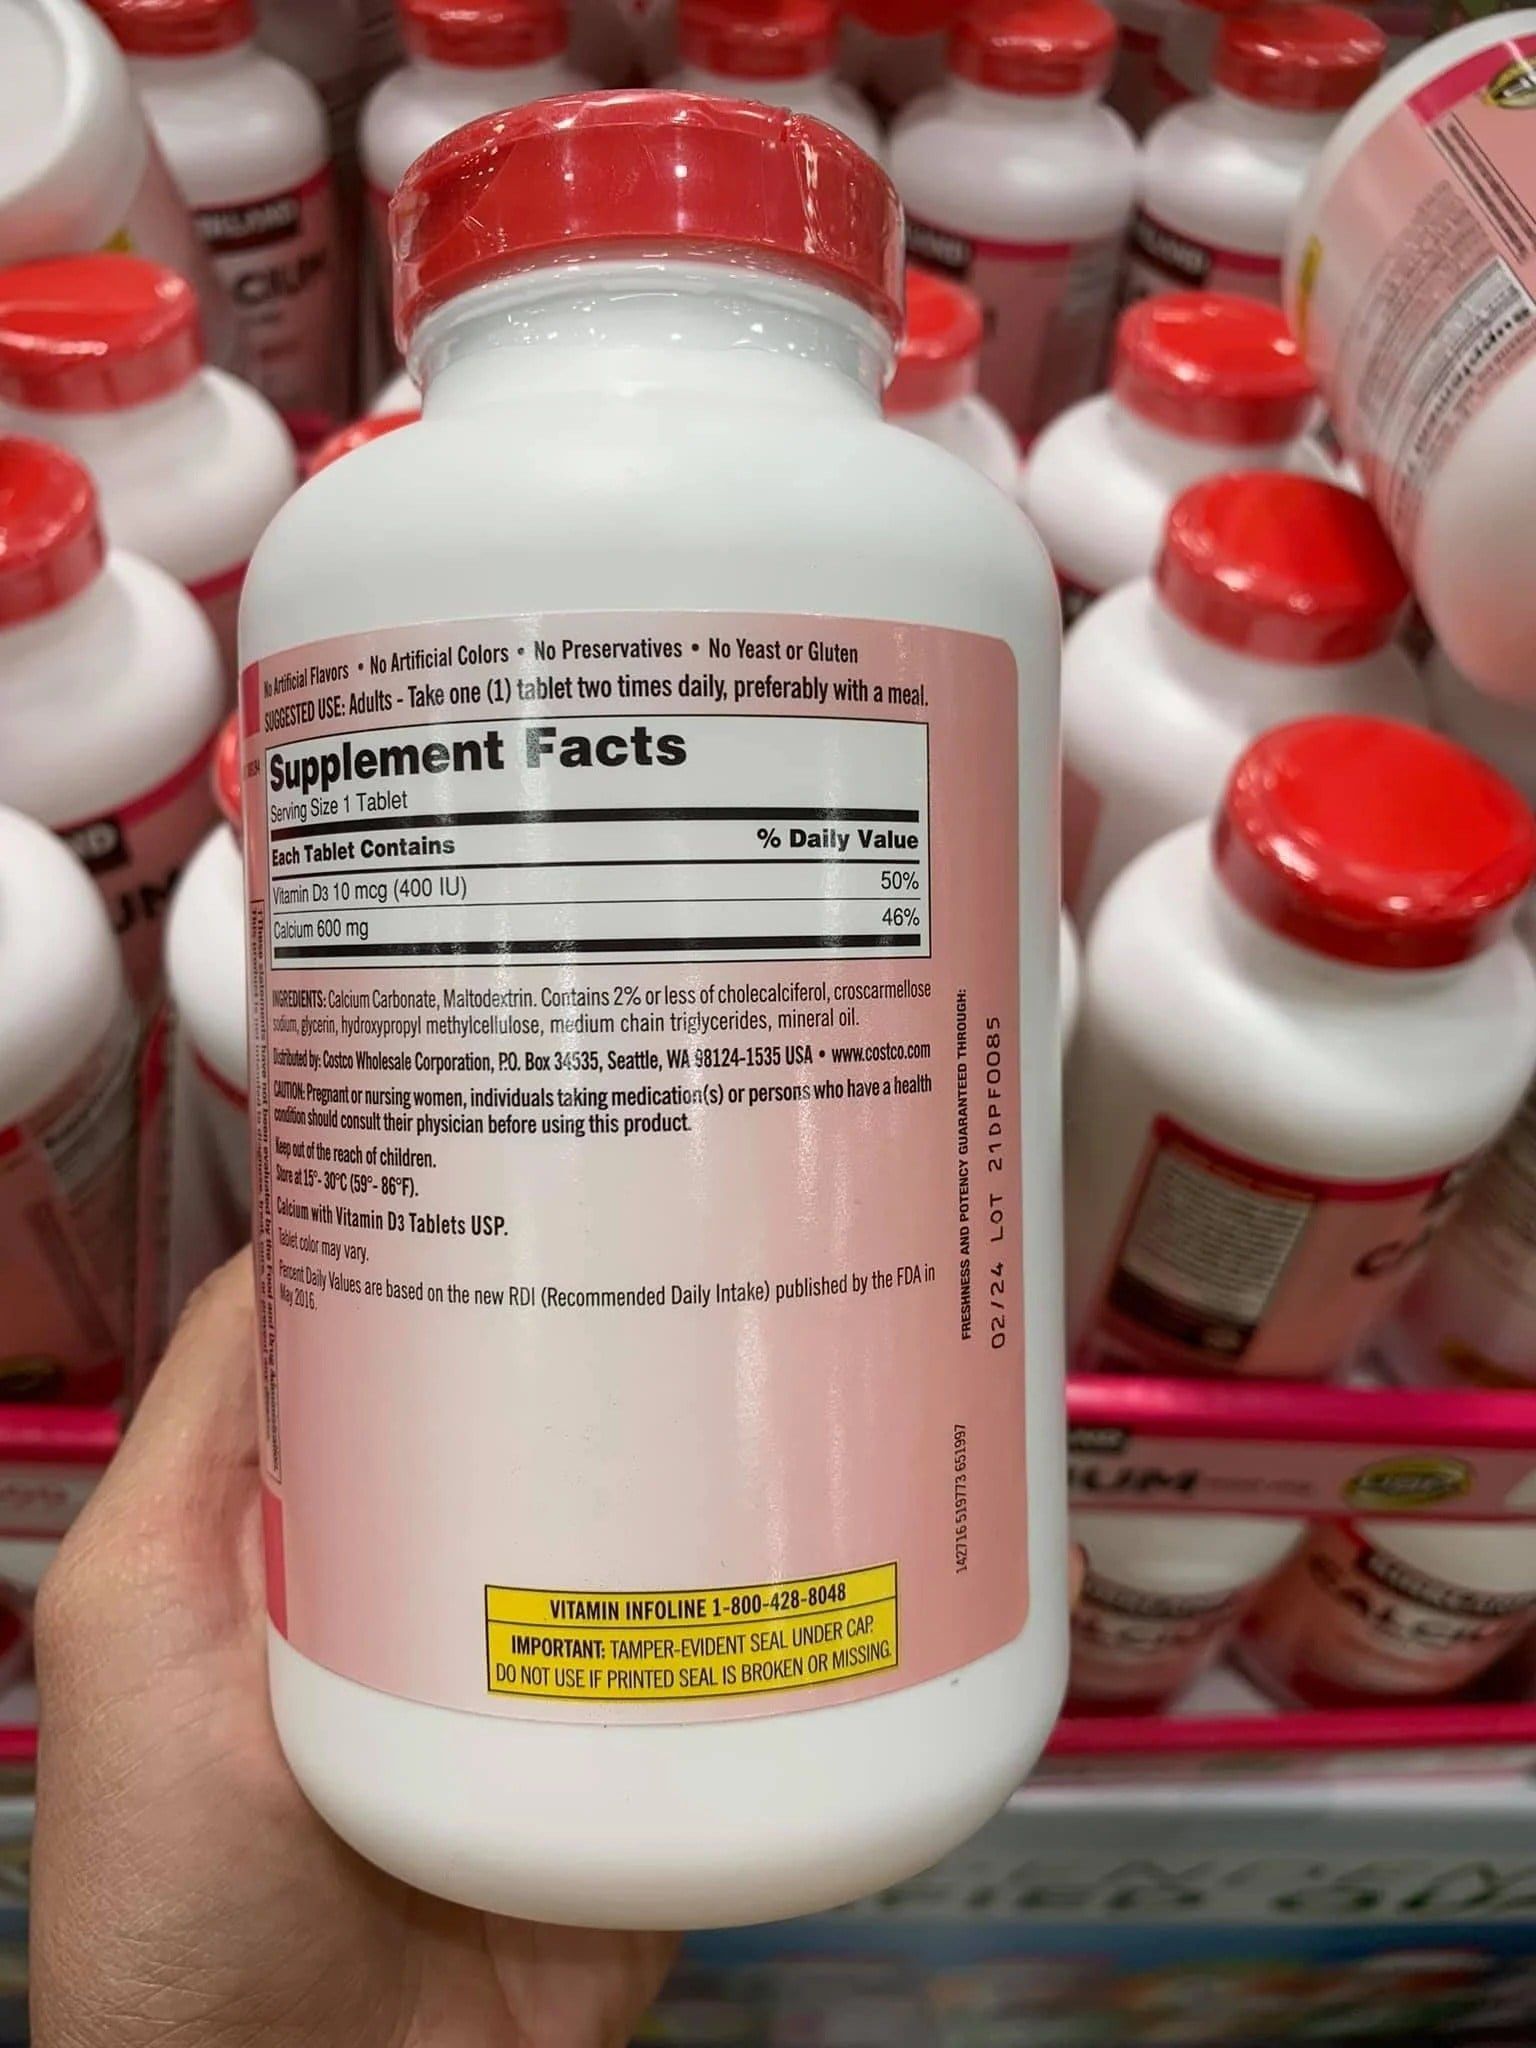 No Artificial Flavors • No Artificial Colors • No Preservatives • No Yeast or Gluten
SUGGESTED USE: Adults - Take one (1) tablet two times daily, preferably with a meal.
Supplement Facts
Serving Size 1 Tablet
Each Tablet Contains % Daily Value
Vitamin D3 10 mcg (400 IU) 50%
Calcium 600 mg 46%
INGREDIENTS: Calcium Carbonate, Maltodextrin. Contains 2% or less of cholecalciferol, croscarmellose
sodium, glycerin, hydroxypropyl methylcellulose, medium chain triglycerides, mineral oil.
Distributed by: Costco Wholesale Corporation, P.O. Box 34535, Seattle, WA 98124-1535 USA • www.costco.com
CAUTION: Pregnant or nursing women, individuals taking medication(s) or persons who have a health
condition should consult their physician before using this product.
Keep out of the reach of children.
Store at 15°- 30°C (59°- 86°F).
Calcium with Vitamin D3 Tablets USP.
Tablet color may vary.
Percent Daily Values are based on the new RDI (Recommended Daily Intake) published by the FDA in
May 2016.
FRESHNESS AND POTENCY GUARANTEED THROUGH:
02/24 LOT 21DPF0085
142716 519773 651997
VITAMIN INFOLINE 1-800-428-8048
IMPORTANT: TAMPER-EVIDENT SEAL UNDER CAP.
DO NOT USE IF PRINTED SEAL IS BROKEN OR MISSING.